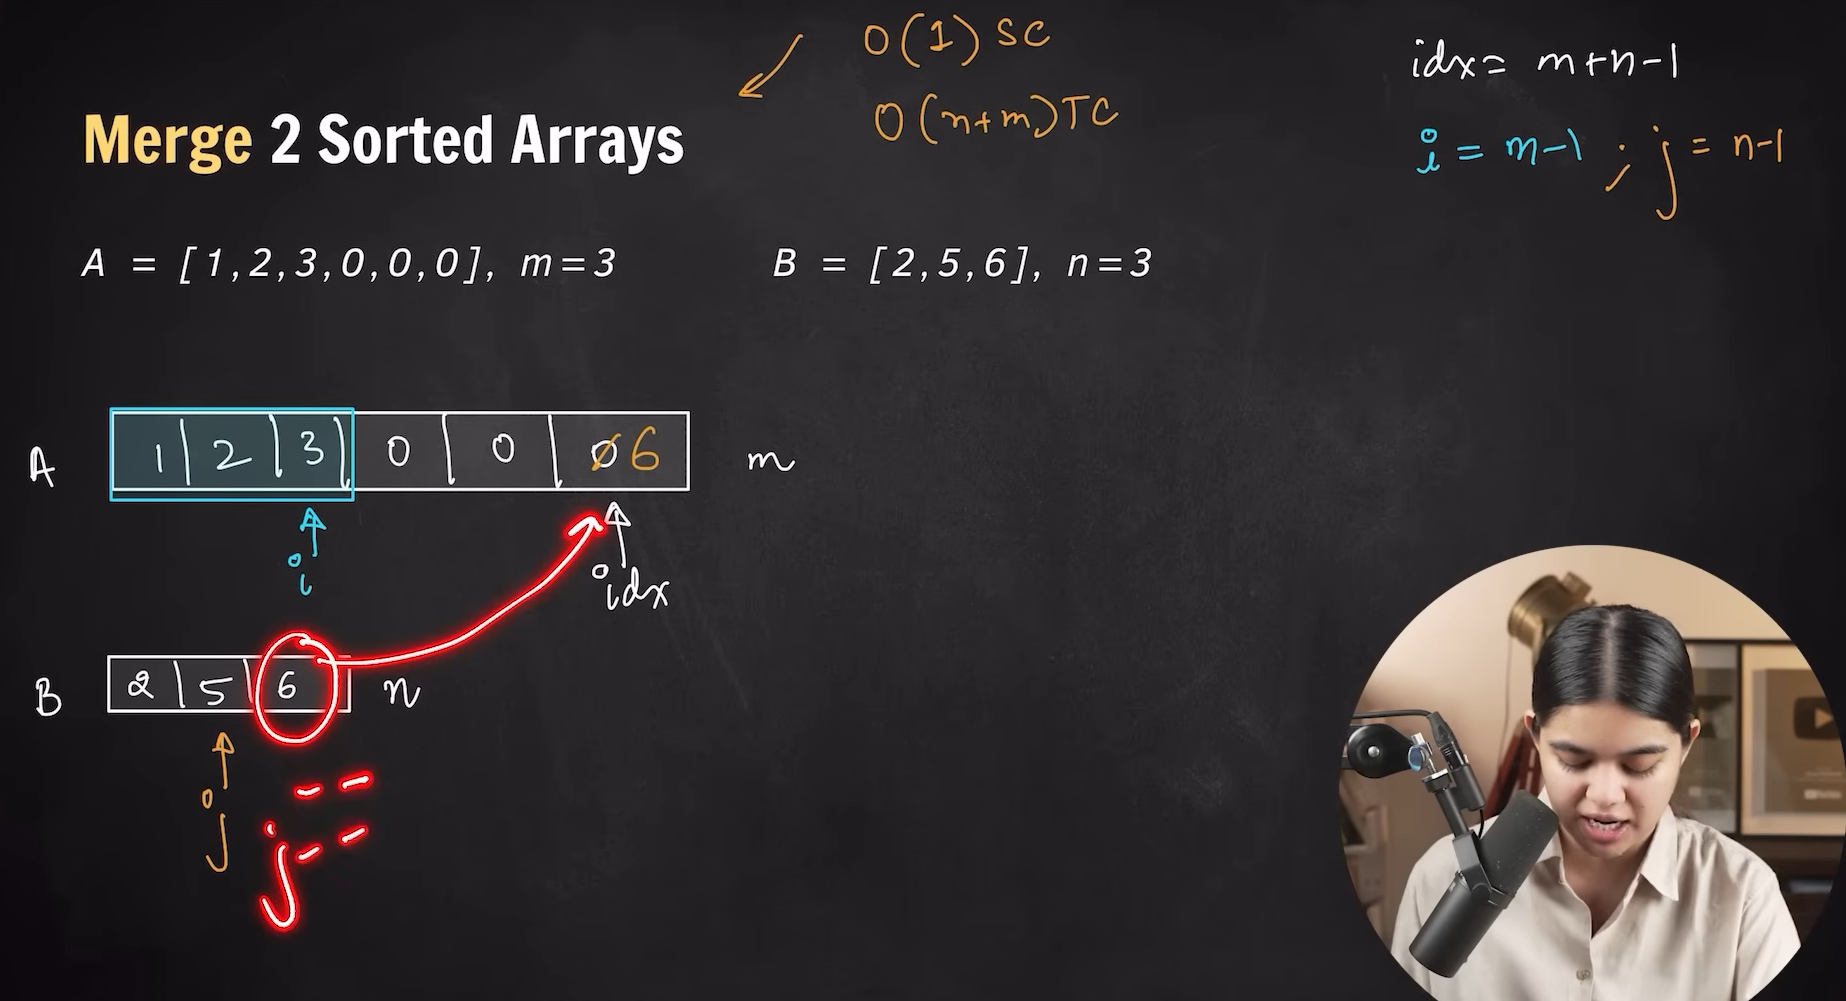 O(1) SC
O(n+m) TC
idx = m+n-1
i = m-1 ; j = n-1
Merge 2 Sorted Arrays
A = [1,2,3,0,0,0], m=3
B = [2,5,6], n=3
A 1 2 3 0 0 0 6 m
i
idx
B 2 5 6 n
--
j
j--